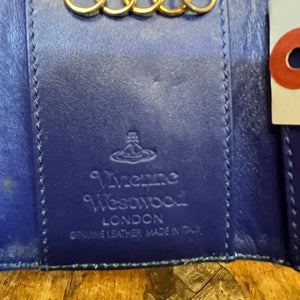 Vivienne
Westwood
LONDON
GENUINE LEATHER MADE IN ITALY